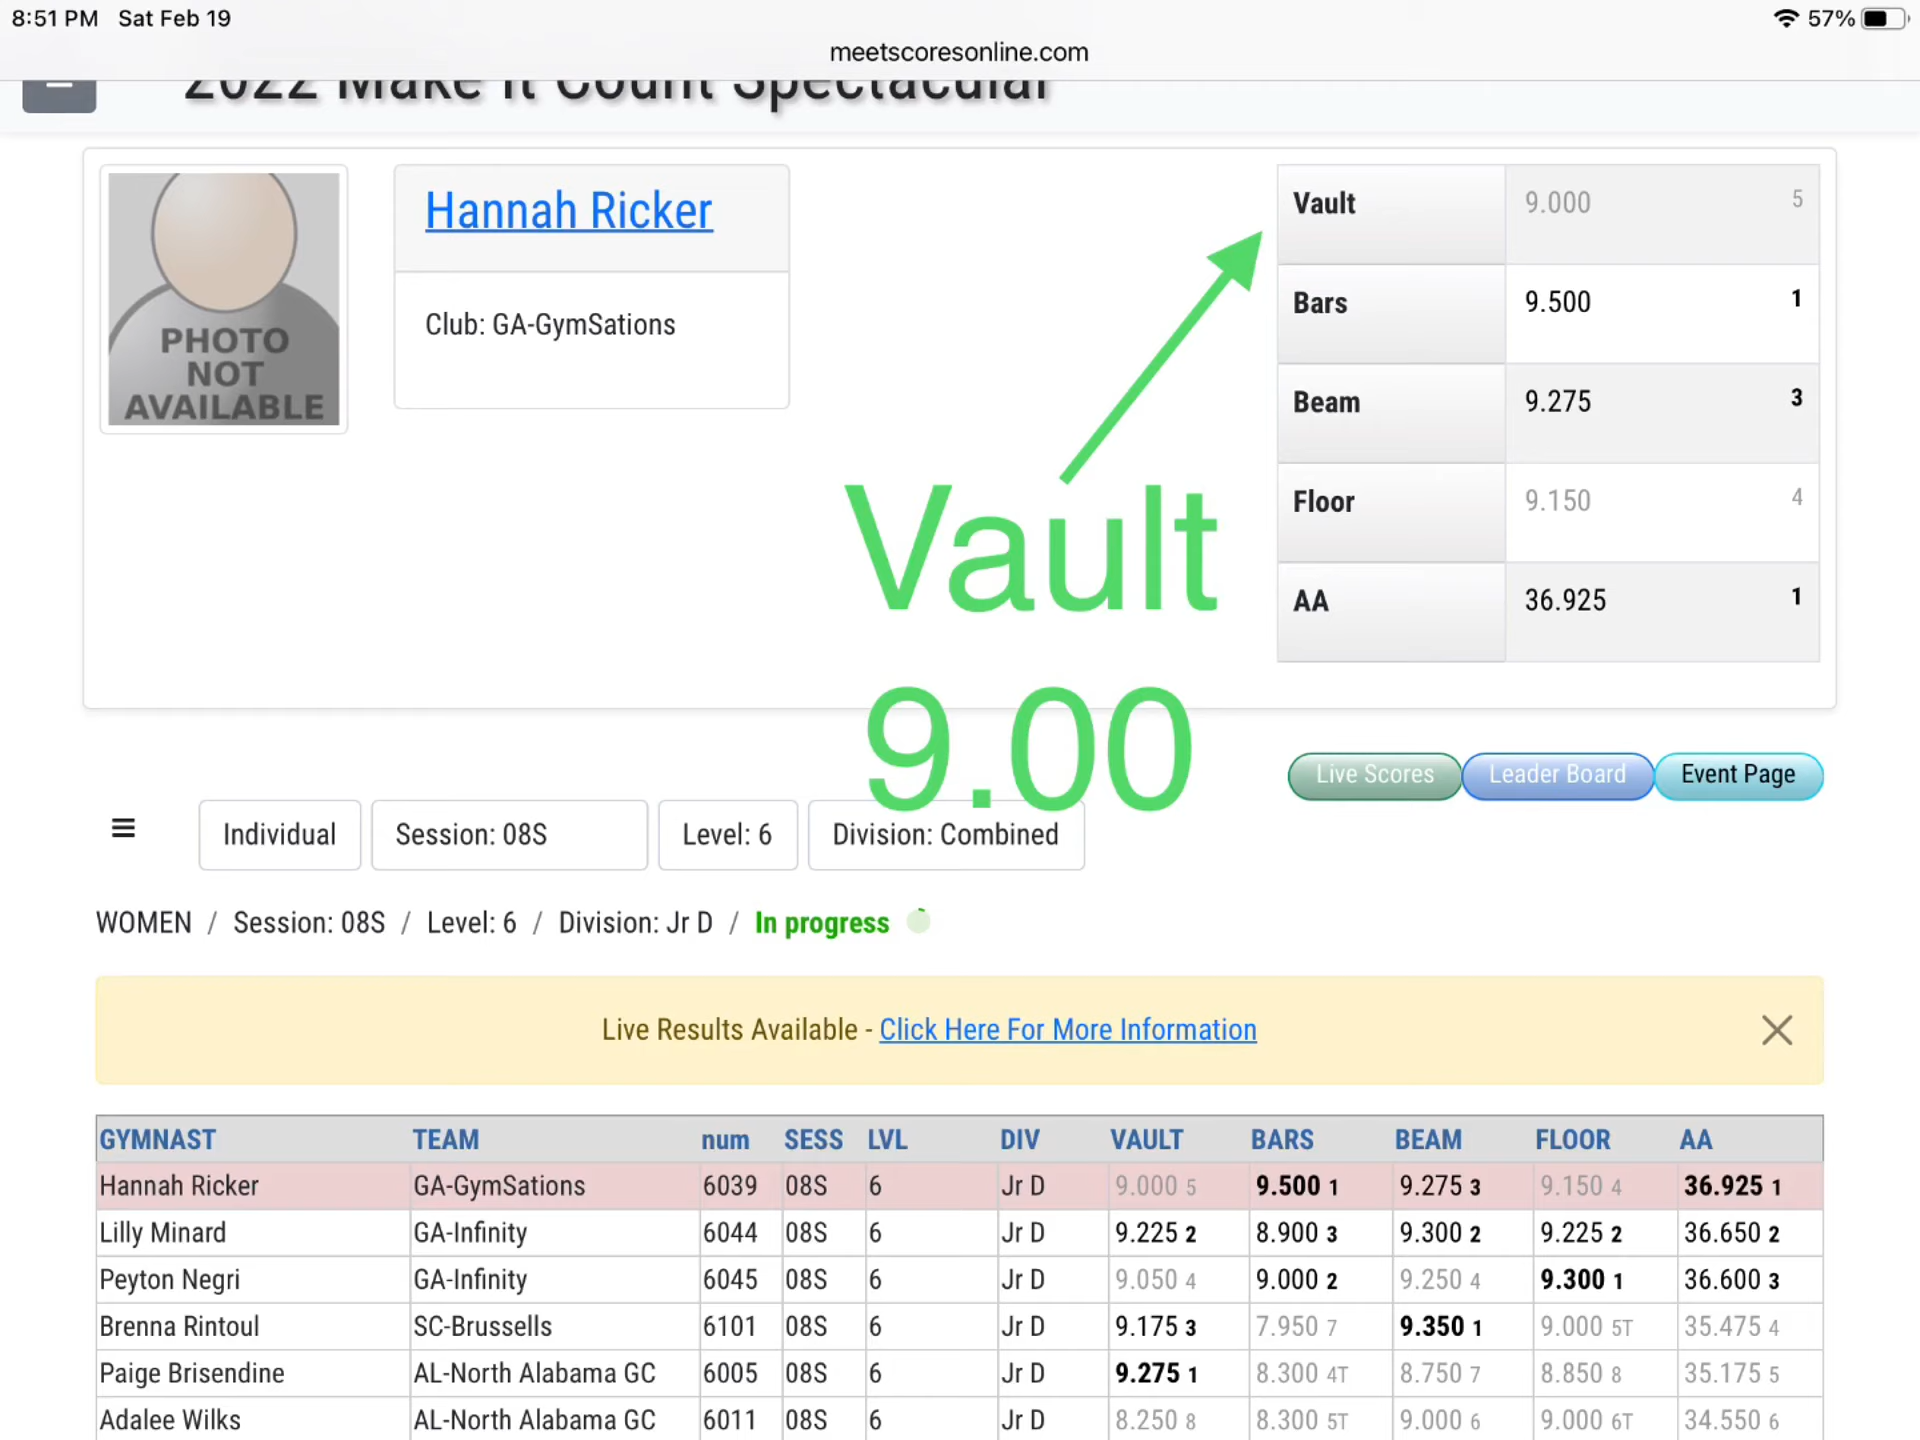 8:51 PM Sat Feb 19 57%
meetscoresonline.com
2022 Make It Count Spectacular
PHOTO
NOT
AVAILABLE
Hannah Ricker
Club: GA-GymSations
Vault 9.000 5
Bars 9.500 1
Beam 9.275 3
Floor 9.150 4
AA 36.925 1
Vault
9.00
Live Scores Leader Board Event Page
Individual Session: 08S Level: 6 Division: Combined
WOMEN / Session: 08S / Level: 6 / Division: Jr D / In progress
Live Results Available - Click Here For More Information
GYMNAST TEAM num SESS LVL DIV VAULT BARS BEAM FLOOR AA
Hannah Ricker GA-GymSations 6039 08S 6 Jr D 9.000 5 9.500 1 9.275 3 9.150 4 36.925 1
Lilly Minard GA-Infinity 6044 08S 6 Jr D 9.225 2 8.900 3 9.300 2 9.225 2 36.650 2
Peyton Negri GA-Infinity 6045 08S 6 Jr D 9.050 4 9.000 2 9.250 4 9.300 1 36.600 3
Brenna Rintoul SC-Brussells 6101 08S 6 Jr D 9.175 3 7.950 7 9.350 1 9.000 5T 35.475 4
Paige Brisendine AL-North Alabama GC 6005 08S 6 Jr D 9.275 1 8.300 4T 8.750 7 8.850 8 35.175 5
Adalee Wilks AL-North Alabama GC 6011 08S 6 Jr D 8.250 8 8.300 5T 9.000 6 9.000 6T 34.550 6